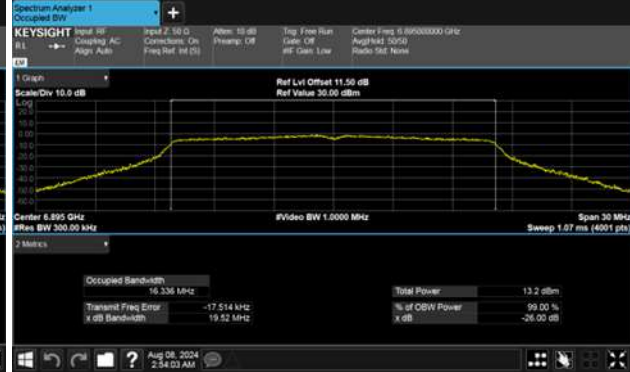 Spectrum Analyzer 1
Occupied BW
+
KEYSIGHT Input: RF Input Z: 50 Ω Atten: 10 dB Trig: Free Run Center Freq: 6.895000000 GHz
RL Coupling: AC Corrections: On Preamp: Off Gate: Off Avg|Hold: 50/50
Align: Auto Freq Ref: Int (S) #IF Gain: Low Radio Std: None
1 Graph
Ref Lvl Offset 11.50 dB
Scale/Div 10.0 dB Ref Value 30.00 dBm
Log
20.0
10.0
0.00
-10.0
-20.0
-30.0
-40.0
-50.0
-60.0
Center 6.895 GHz #Video BW 1.0000 MHz Span 30 MHz
#Res BW 300.00 kHz Sweep 1.07 ms (4001 pts)
2 Metrics
Occupied Bandwidth
16.336 MHz Total Power 13.2 dBm
Transmit Freq Error -17.514 kHz % of OBW Power 99.00 %
x dB Bandwidth 19.52 MHz x dB -26.00 dB
? Aug 08, 2024
2:54:03 AM